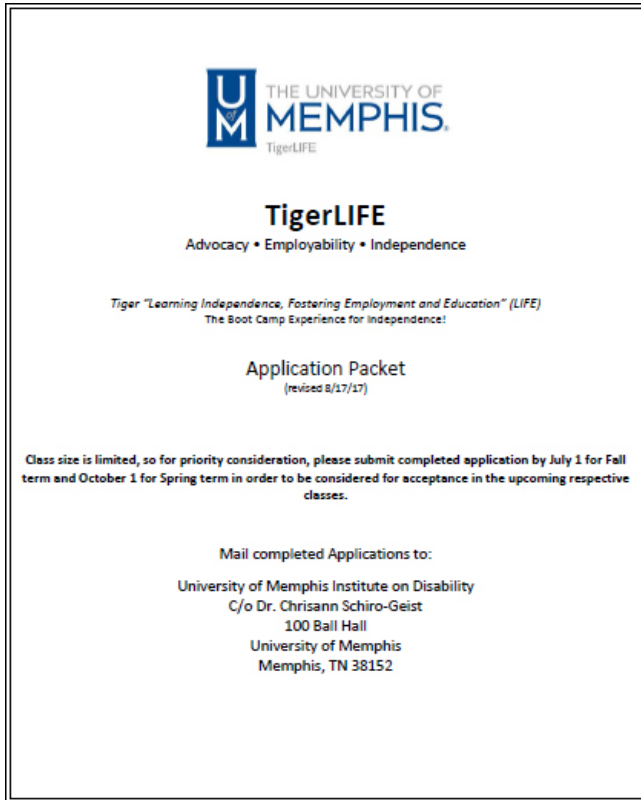 U
of
M
THE UNIVERSITY OF
MEMPHIS.
TigerLIFE
TigerLIFE
Advocacy • Employability • Independence
Tiger "Learning Independence, Fostering Employment and Education" (LIFE)
The Boot Camp Experience for Independence!
Application Packet
(revised 8/17/17)
Class size is limited, so for priority consideration, please submit completed application by July 1 for Fall
term and October 1 for Spring term in order to be considered for acceptance in the upcoming respective
classes.
Mail completed Applications to:
University of Memphis Institute on Disability
C/o Dr. Chrisann Schiro-Geist
100 Ball Hall
University of Memphis
Memphis, TN 38152